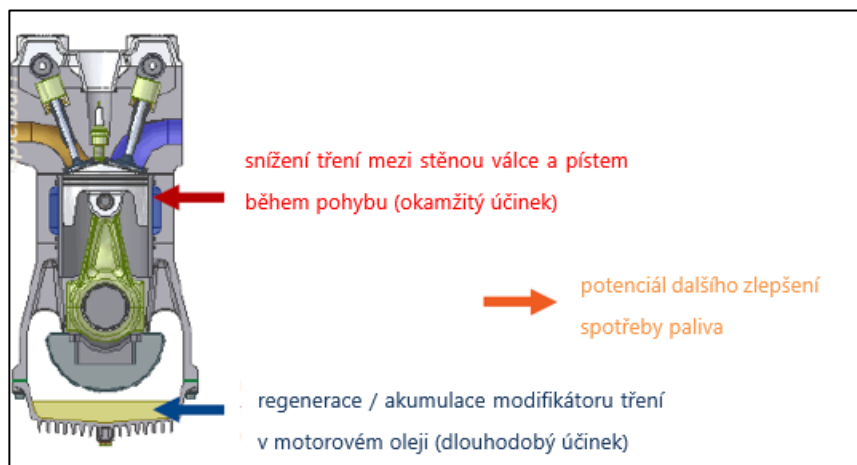 snížení tření mezi stěnou válce a pístem
během pohybu (okamžitý účinek)
potenciál dalšího zlepšení
spotřeby paliva
regenerace / akumulace modifikátoru tření
v motorovém oleji (dlouhodobý účinek)